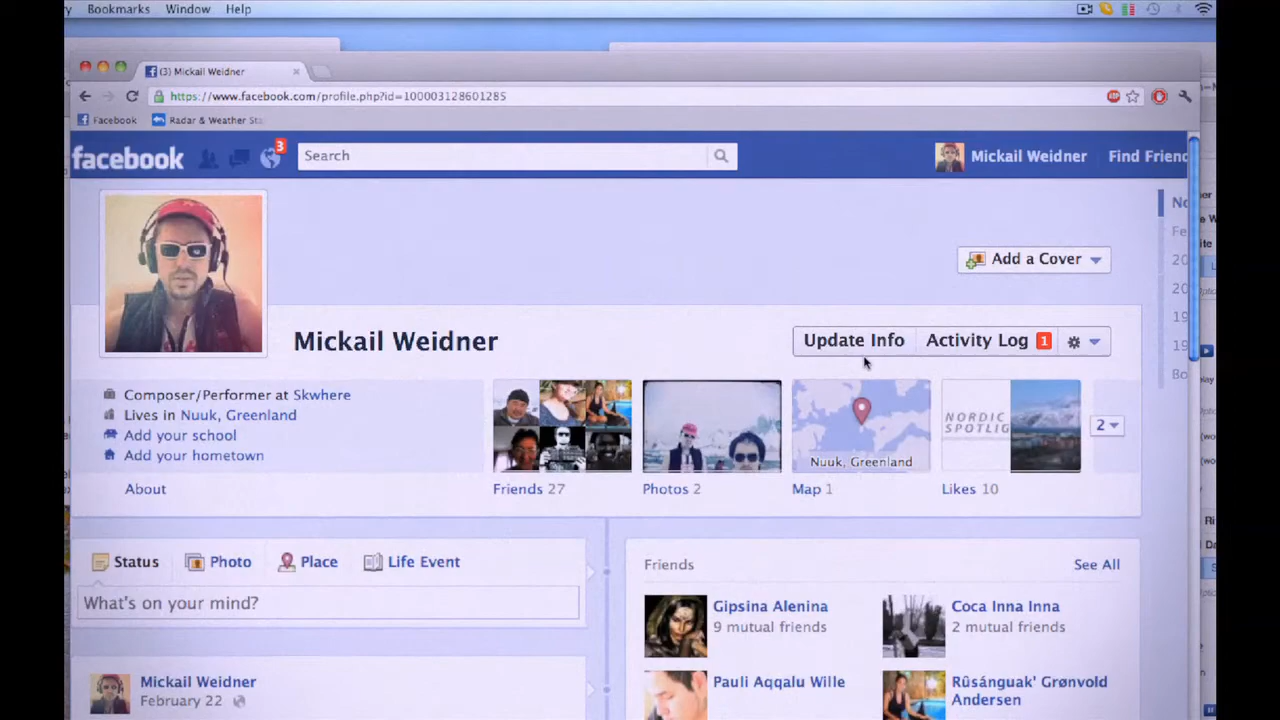 Bookmarks Window Help
(3) Mickail Weidner
https://www.facebook.com/profile.php?id=100003128601285
Facebook Radar & Weather Sta
facebook 3 Search Mickail Weidner Find Frien
Add a Cover
Mickail Weidner
Update Info Activity Log 1
Composer/Performer at Skwhere
Lives in Nuuk, Greenland
Add your school
Add your hometown
About
NORDIC
SPOTLIG
Nuuk, Greenland
2
Friends 27 Photos 2 Map 1 Likes 10
Status Photo Place Life Event
What's on your mind?
Mickail Weidner
February 22
Friends See All
Gipsina Alenina
9 mutual friends
Coca Inna Inna
2 mutual friends
Pauli Aqqalu Wille
Rûsánguak' Grønvold
Andersen